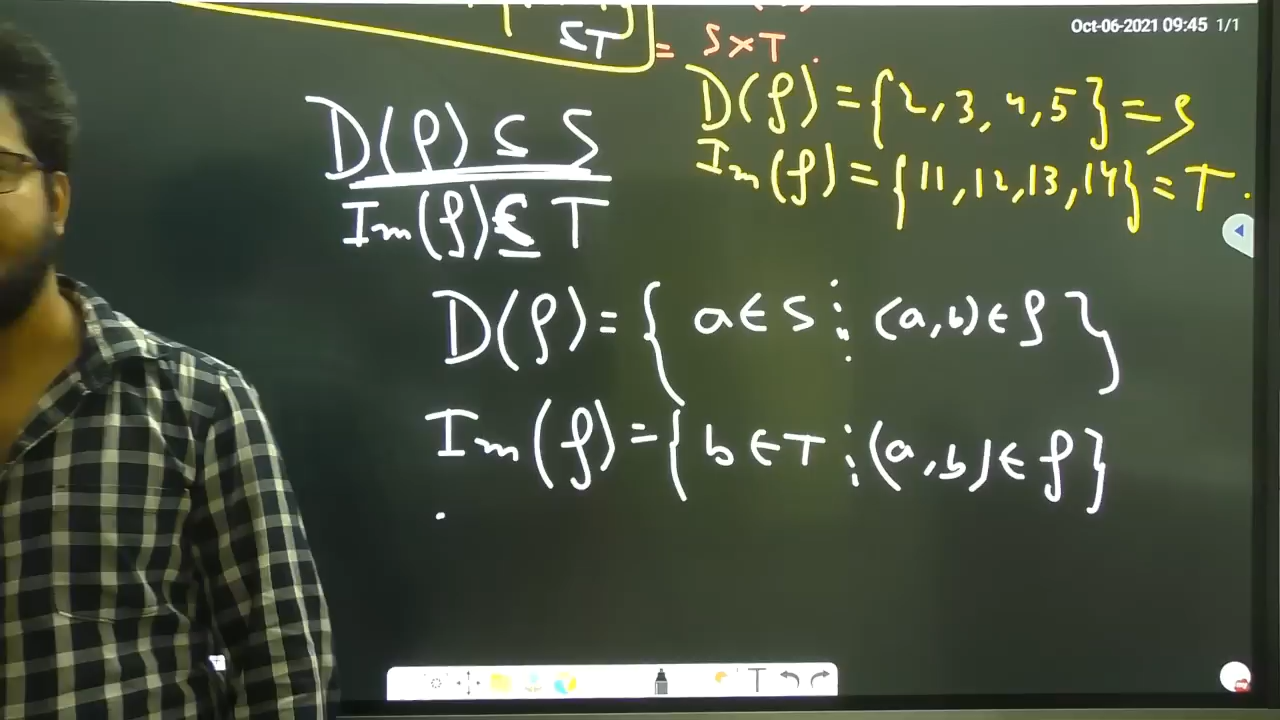 Oct-06-2021 09:45 1/1
ST = S×T.
D(ρ) = {2, 3, 4, 5} = S
Im(ρ) = {11, 12, 13, 14} = T.
D(ρ) ⊆ S
Im(ρ) ⊆ T
D(ρ) = { a ∈ S : (a, b) ∈ ρ }
Im(ρ) = { b ∈ T : (a, b) ∈ ρ }
T